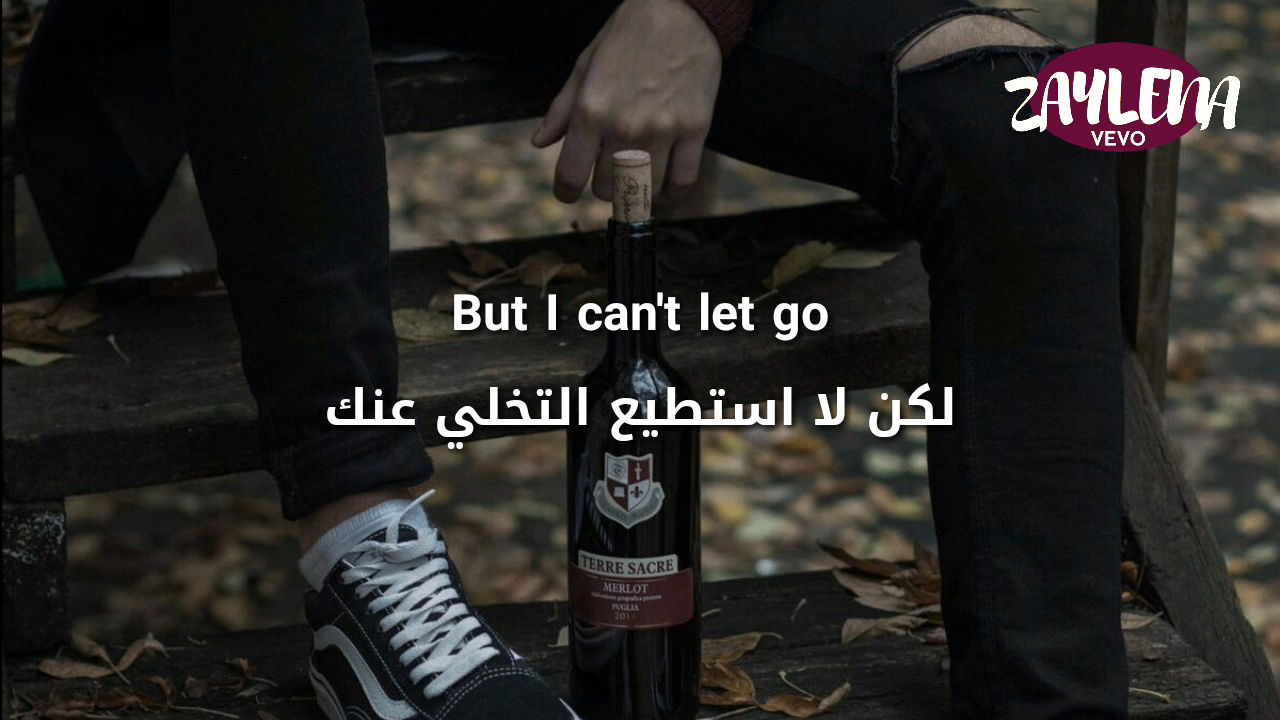 ZAYLENA
VEVO
But I can't let go
لكن لا استطيع التخلي عنك
TERRE SACRE
MERLOT
PUGLIA